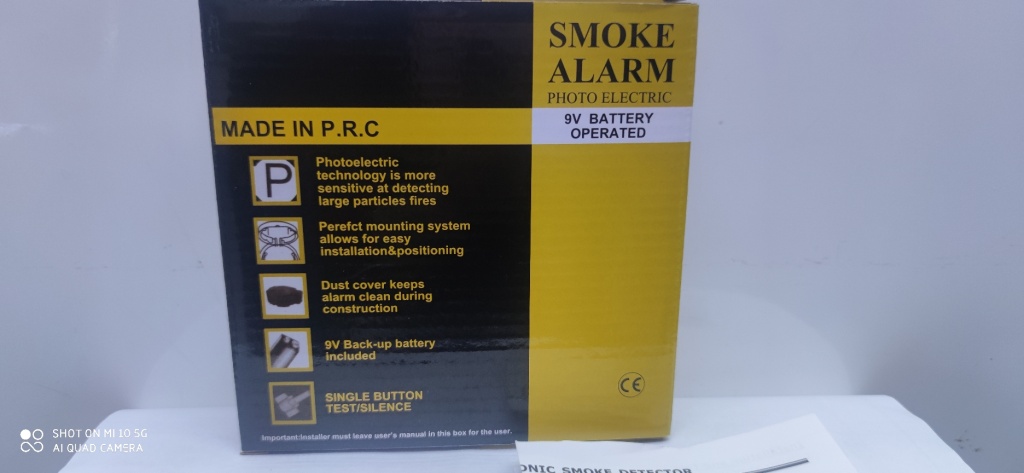 SMOKE
ALARM
PHOTO ELECTRIC
9V BATTERY
OPERATED
MADE IN P.R.C
P
Photoelectric
technology is more
sensitive at detecting
large particles fires
Perefct mounting system
allows for easy
installation&positioning
Dust cover keeps
alarm clean during
construction
9V Back-up battery
included
SINGLE BUTTON
TEST/SILENCE
Important:Installer must leave user's manual in this box for the user.
CE
ONIC SMOKE DETECTOR
SHOT ON MI 10 5G
AI QUAD CAMERA